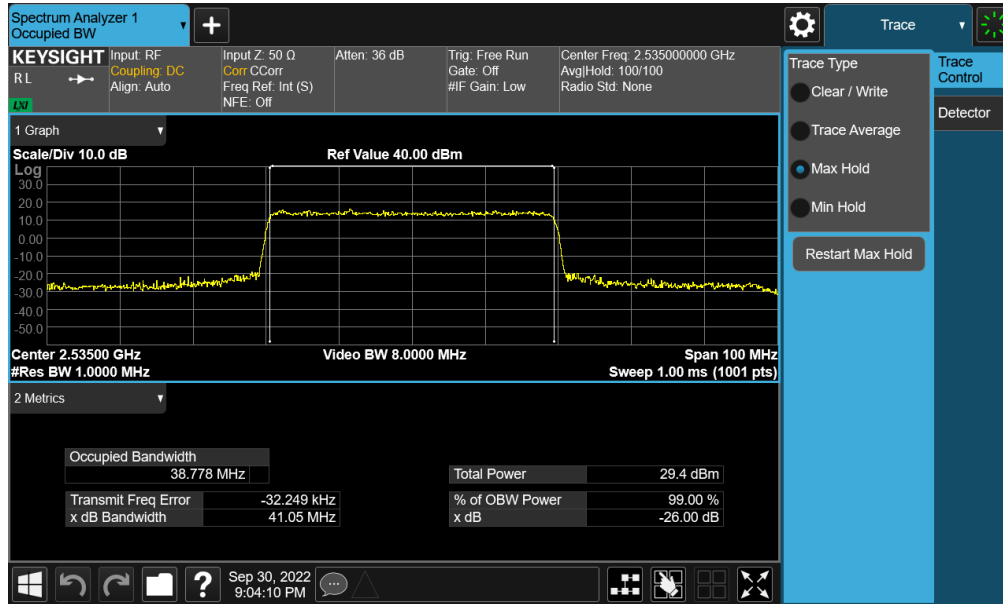 Spectrum Analyzer 1
Occupied BW
+
Trace
KEYSIGHT
RL
LXI
Input: RF
Coupling: DC
Align: Auto
Input Z: 50 Ω
Corr CCorr
Freq Ref: Int (S)
NFE: Off
Atten: 36 dB
Trig: Free Run
Gate: Off
#IF Gain: Low
Center Freq: 2.535000000 GHz
Avg|Hold: 100/100
Radio Std: None
Trace Type
Clear / Write
Trace Average
Max Hold
Min Hold
Restart Max Hold
Trace
Control
Detector
1 Graph
Scale/Div 10.0 dB
Ref Value 40.00 dBm
Log
30.0
20.0
10.0
0.00
-10.0
-20.0
-30.0
-40.0
-50.0
Center 2.53500 GHz
Video BW 8.0000 MHz
Span 100 MHz
#Res BW 1.0000 MHz
Sweep 1.00 ms (1001 pts)
2 Metrics
Occupied Bandwidth
38.778 MHz
Total Power 29.4 dBm
Transmit Freq Error -32.249 kHz
% of OBW Power 99.00 %
x dB Bandwidth 41.05 MHz
x dB -26.00 dB
?
Sep 30, 2022
9:04:10 PM